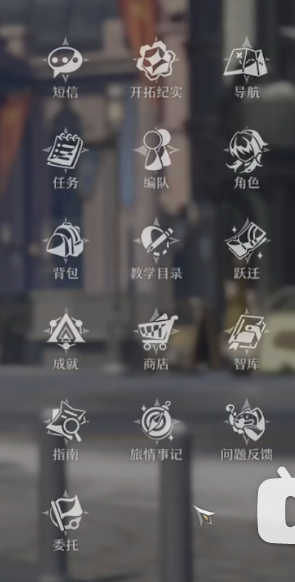 短信 开拓纪实 导航
任务 编队 角色
背包 教学目录 跃迁
成就 商店 智库
指南 旅情事记 问题反馈
委托